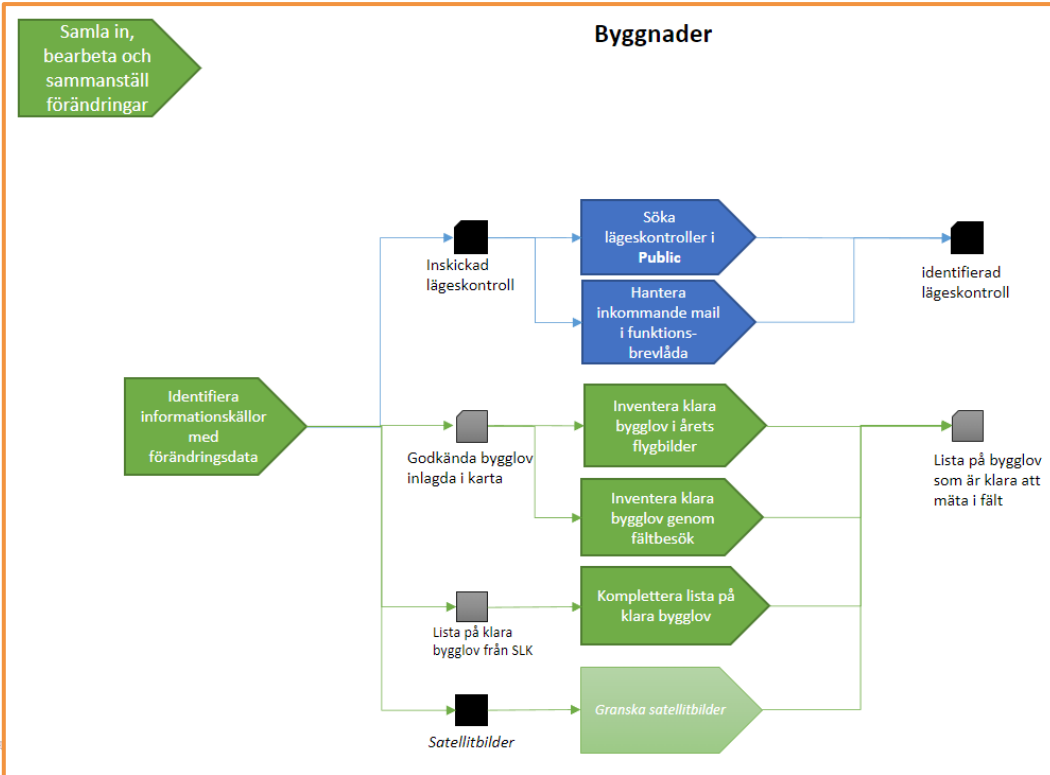 Samla in,
bearbeta och
sammanställ
förändringar
Byggnader
Inskickad
lägeskontroll
Söka
lägeskontroller i
Public
Hantera
inkommande mail
i funktions-
brevlåda
identifierad
lägeskontroll
Identifiera
informationskällor
med
förändringsdata
Godkända bygglov
inlagda i karta
Inventera klara
bygglov i årets
flygbilder
Inventera klara
bygglov genom
fältbesök
Lista på bygglov
som är klara att
mäta i fält
Lista på klara
bygglov från SLK
Komplettera lista på
klara bygglov
Satellitbilder
Granska satellitbilder